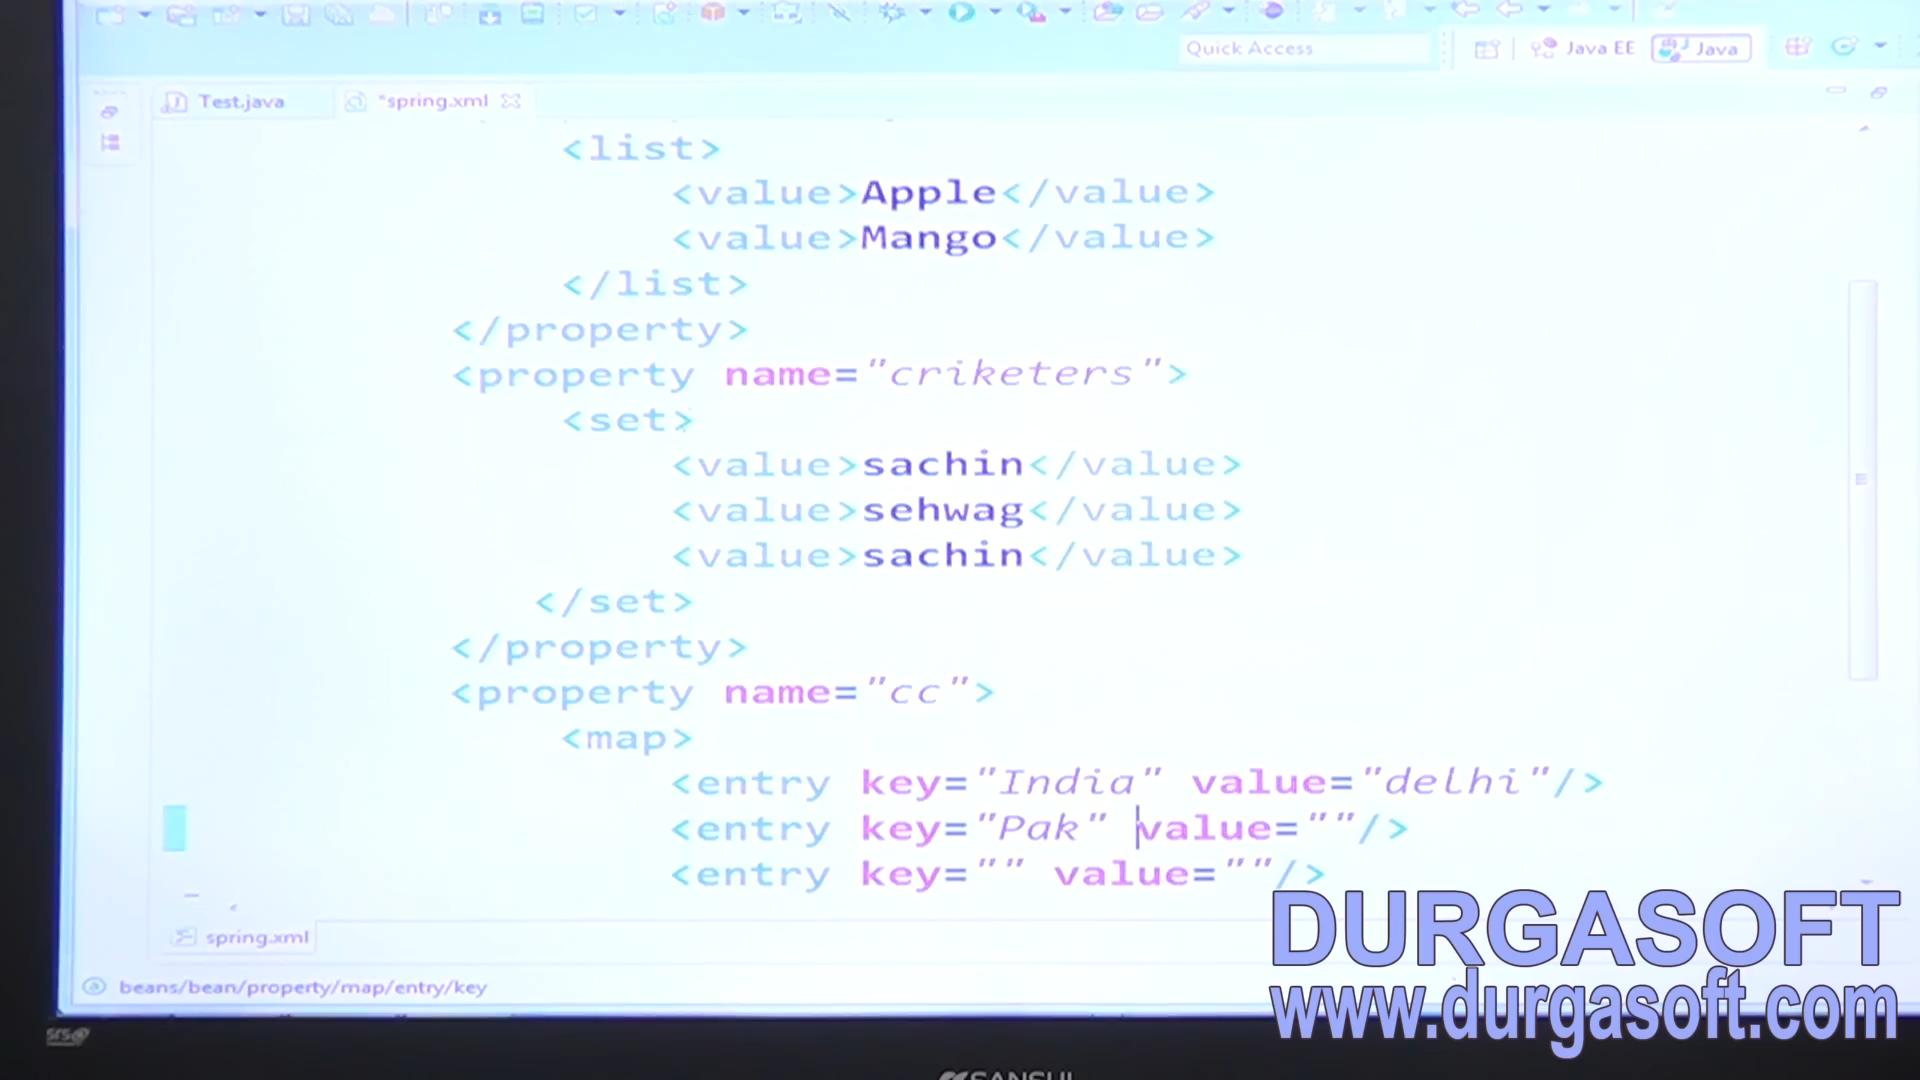 Quick Access
Java EE
Java
Test.java
*spring.xml
<list>
<value>Apple</value>
<value>Mango</value>
</list>
</property>
<property name="criketers">
<set>
<value>sachin</value>
<value>sehwag</value>
<value>sachin</value>
</set>
</property>
<property name="cc">
<map>
<entry key="India" value="delhi"/>
<entry key="Pak" value=""/>
<entry key="" value=""/>
spring.xml
beans/bean/property/map/entry/key
DURGASOFT
www.durgasoft.com
SANSUI